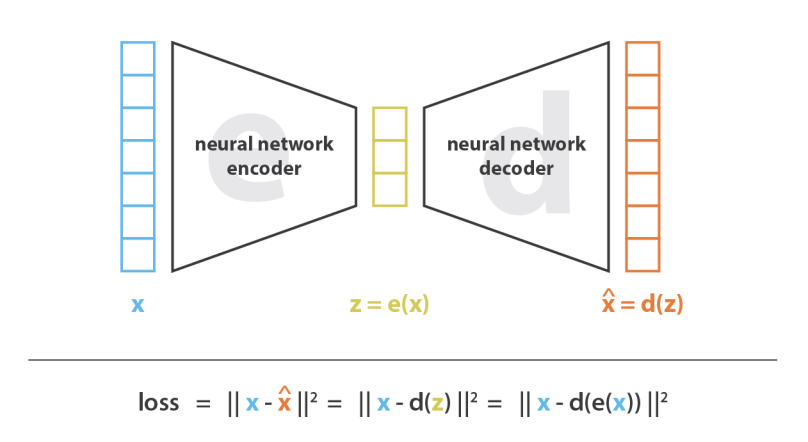 e
d
neural network
encoder
neural network
decoder
x
z = e(x)
x̂ = d(z)
loss = || x - x̂ ||² = || x - d(z) ||² = || x - d(e(x)) ||²